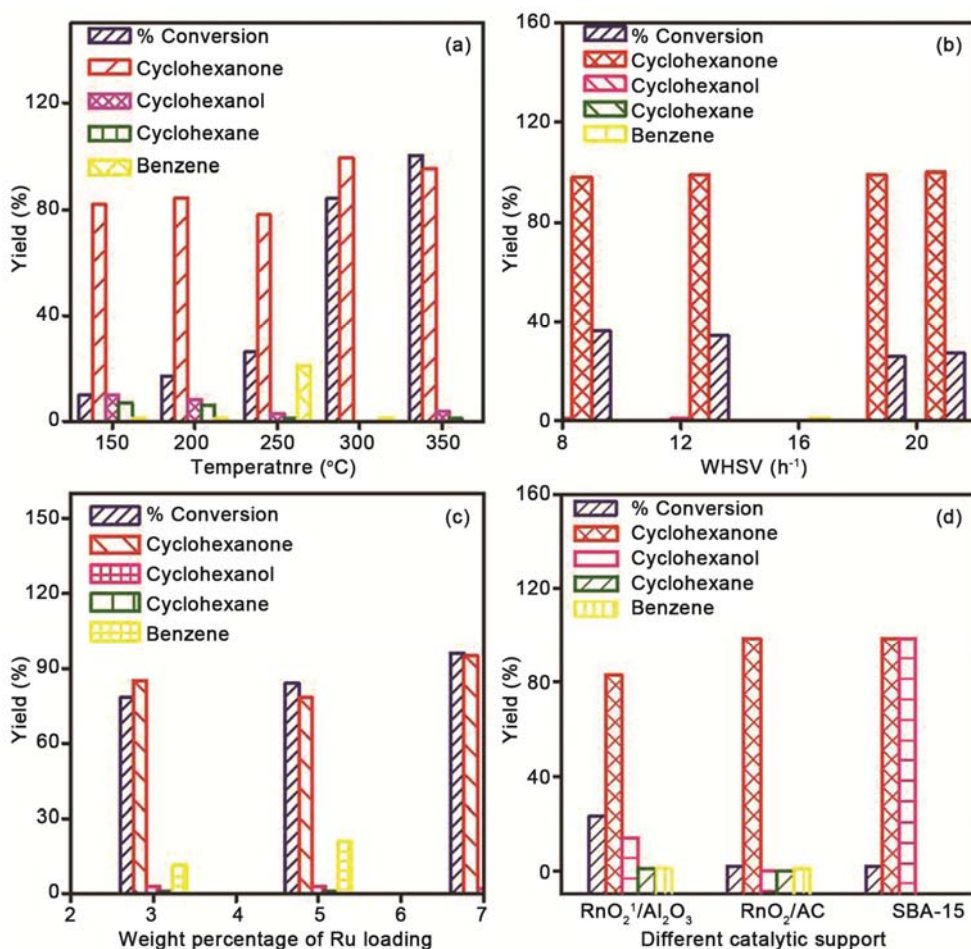 160
120
80
40
0
Yield (%)
% Conversion
Cyclohexanone
Cyclohexanol
Cyclohexane
Benzene
(a)
150 200 250 300 350
Temperatnre (°C)
160
120
80
40
0
Yield (%)
% Conversion
Cyclohexanone
Cyclohexanol
Cyclohexane
Benzene
(b)
8 12 16 20
WHSV (h⁻¹)
150
120
90
60
30
0
Yield (%)
% Conversion
Cyclohexanone
Cyclohexanol
Cyclohexane
Benzene
(c)
2 3 4 5 6 7
Weight percentage of Ru loading
160
120
80
40
0
Yield (%)
% Conversion
Cyclohexanone
Cyclohexanol
Cyclohexane
Benzene
(d)
RnO₂¹/Al₂O₃ RnO₂/AC SBA-15
Different catalytic support